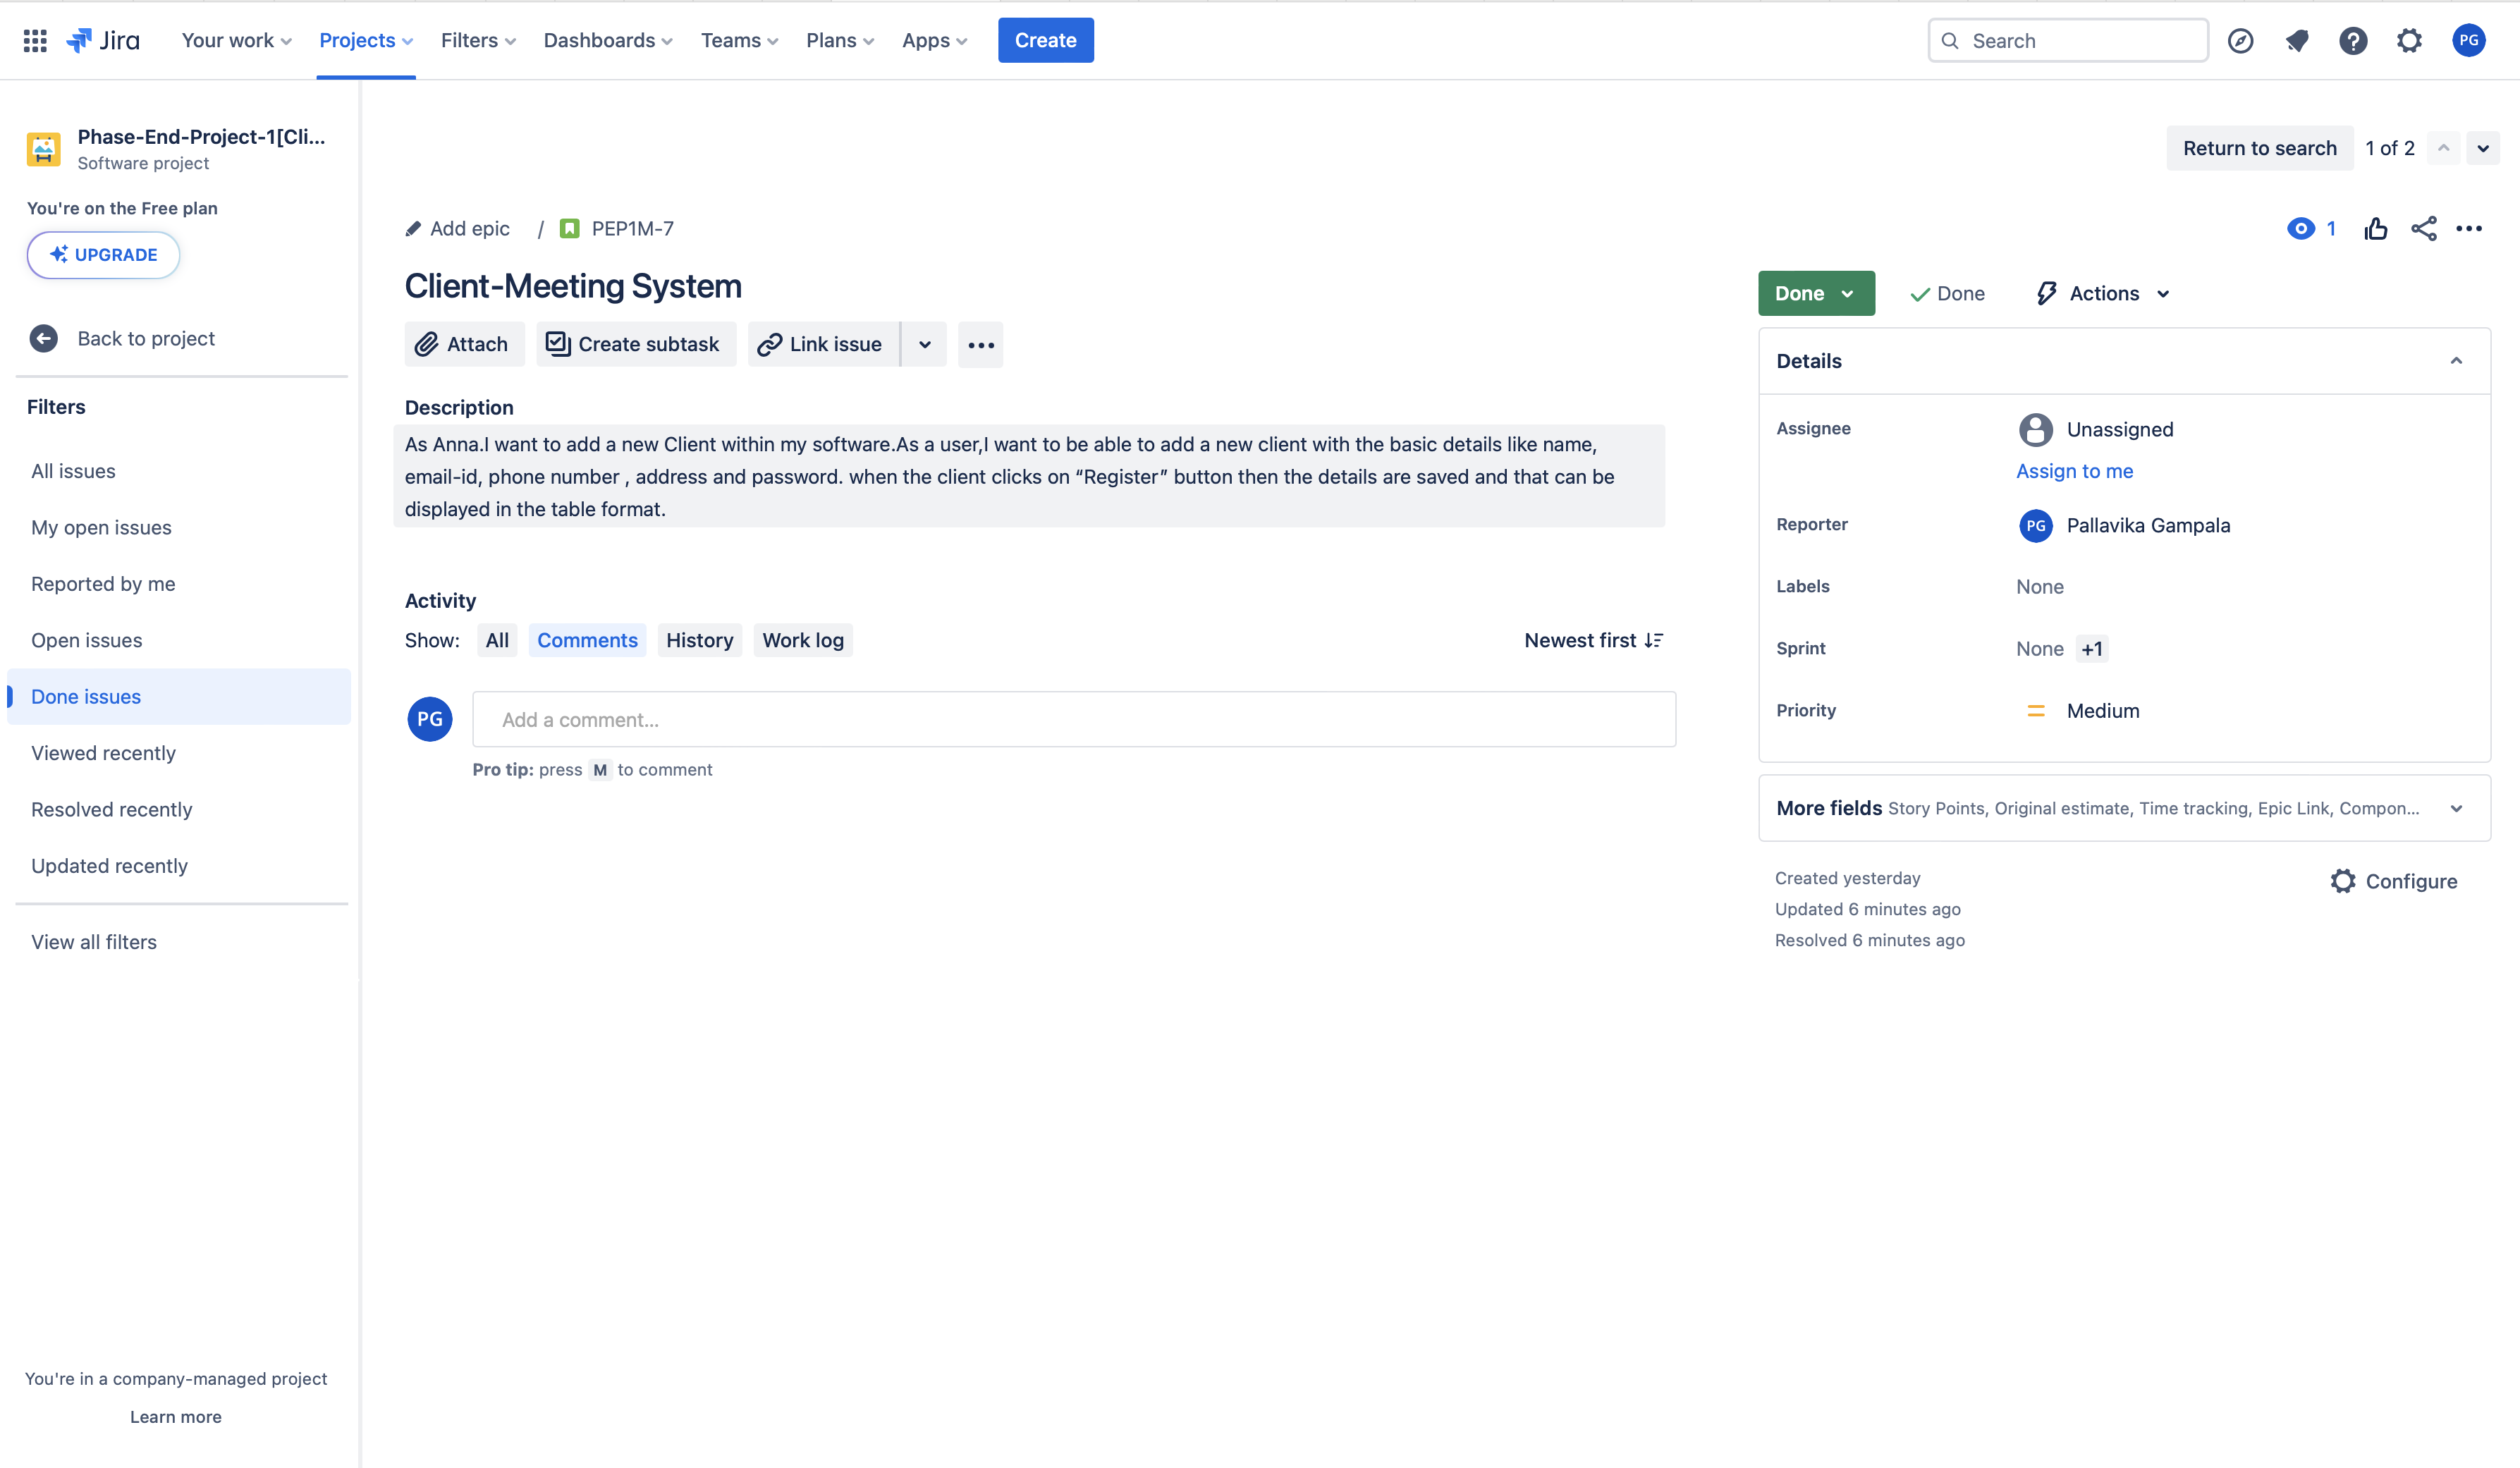 Jira
Your work
Projects
Filters
Dashboards
Teams
Plans
Apps
Create
Search
PG
Phase-End-Project-1[Cli...
Software project
You're on the Free plan
UPGRADE
Back to project
Filters
All issues
My open issues
Reported by me
Open issues
Done issues
Viewed recently
Resolved recently
Updated recently
View all filters
You're in a company-managed project
Learn more
Return to search
1 of 2
Add epic / PEP1M-7
1
Client-Meeting System
Attach
Create subtask
Link issue
Description
As Anna.I want to add a new Client within my software.As a user,I want to be able to add a new client with the basic details like name,
email-id, phone number , address and password. when the client clicks on “Register” button then the details are saved and that can be
displayed in the table format.
Activity
Show: All Comments History Work log
Newest first
PG
Add a comment...
Pro tip: press M to comment
Done
Done
Actions
Details
Assignee
Unassigned
Assign to me
Reporter
PG Pallavika Gampala
Labels
None
Sprint
None +1
Priority
Medium
More fields Story Points, Original estimate, Time tracking, Epic Link, Compon...
Created yesterday
Updated 6 minutes ago
Resolved 6 minutes ago
Configure